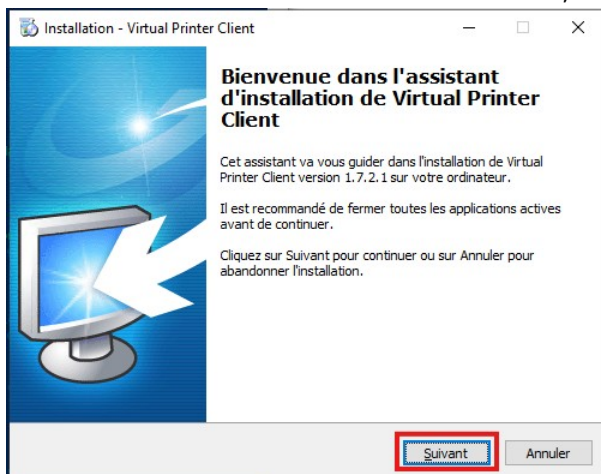 Installation - Virtual Printer Client
Bienvenue dans l'assistant
d'installation de Virtual Printer
Client
Cet assistant va vous guider dans l'installation de Virtual
Printer Client version 1.7.2.1 sur votre ordinateur.
Il est recommandé de fermer toutes les applications actives
avant de continuer.
Cliquez sur Suivant pour continuer ou sur Annuler pour
abandonner l'installation.
Suivant
Annuler